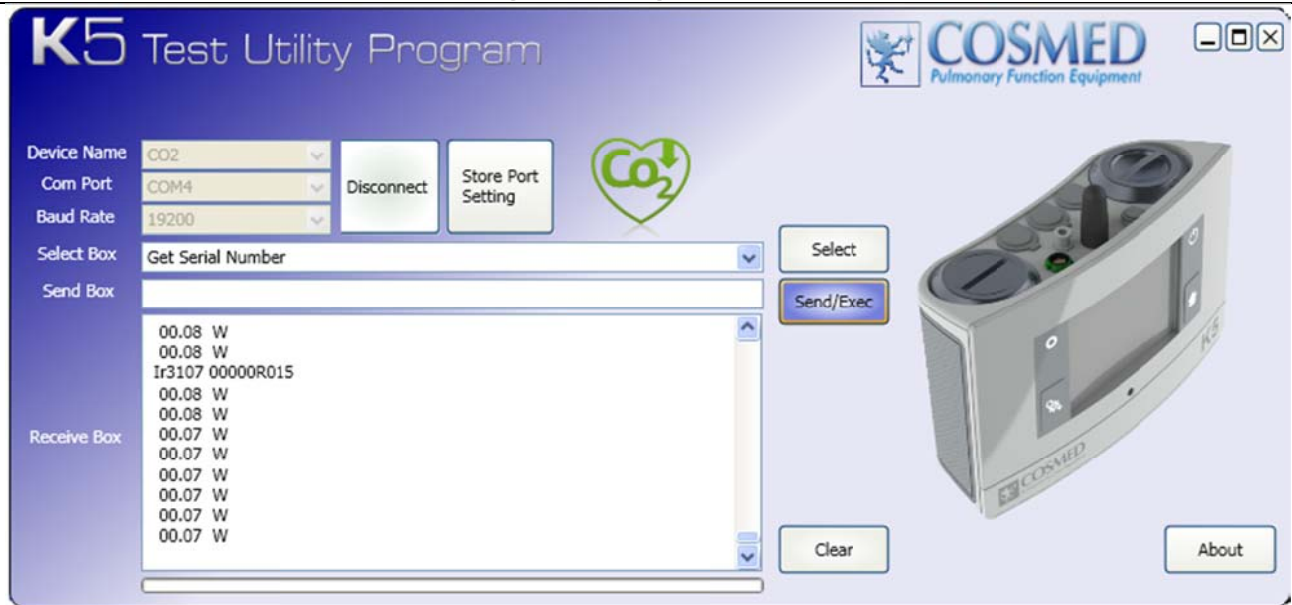 K5 Test Utility Program
COSMED
Pulmonary Function Equipment
Device Name CO2
Com Port COM4
Baud Rate 19200
Disconnect
Store Port
Setting
Co2
Select Box Get Serial Number
Select
Send Box
Send/Exec
Receive Box
00.08 W
00.08 W
Ir3107 00000R015
00.08 W
00.08 W
00.07 W
00.07 W
00.07 W
00.07 W
00.07 W
00.07 W
K5
COSMED
Clear
About